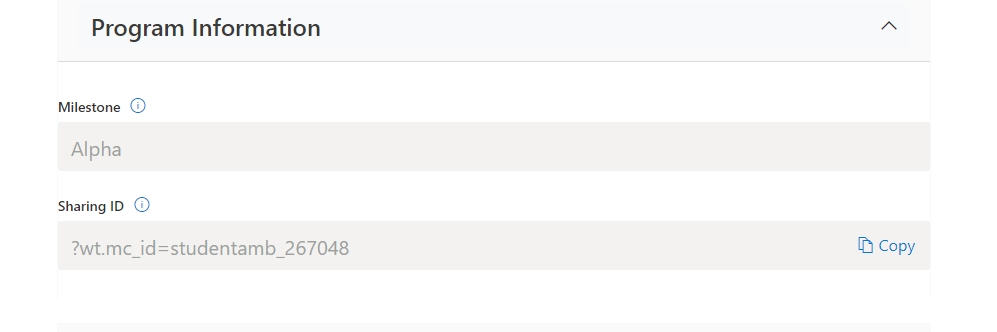 Program Information
Milestone
Alpha
Sharing ID
?wt.mc_id=studentamb_267048
Copy